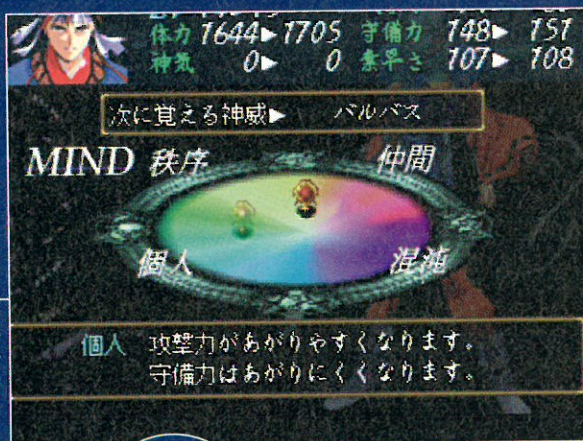 体力 1644▶1705 守備力 148▶151
神気 0▶ 0 素早さ 107▶108
次に覚える神威▶ バルバス
MIND 秩序 仲間
個人 混沌
個人 攻撃力があがりやすくなります。
守備力はあがりにくくなります。